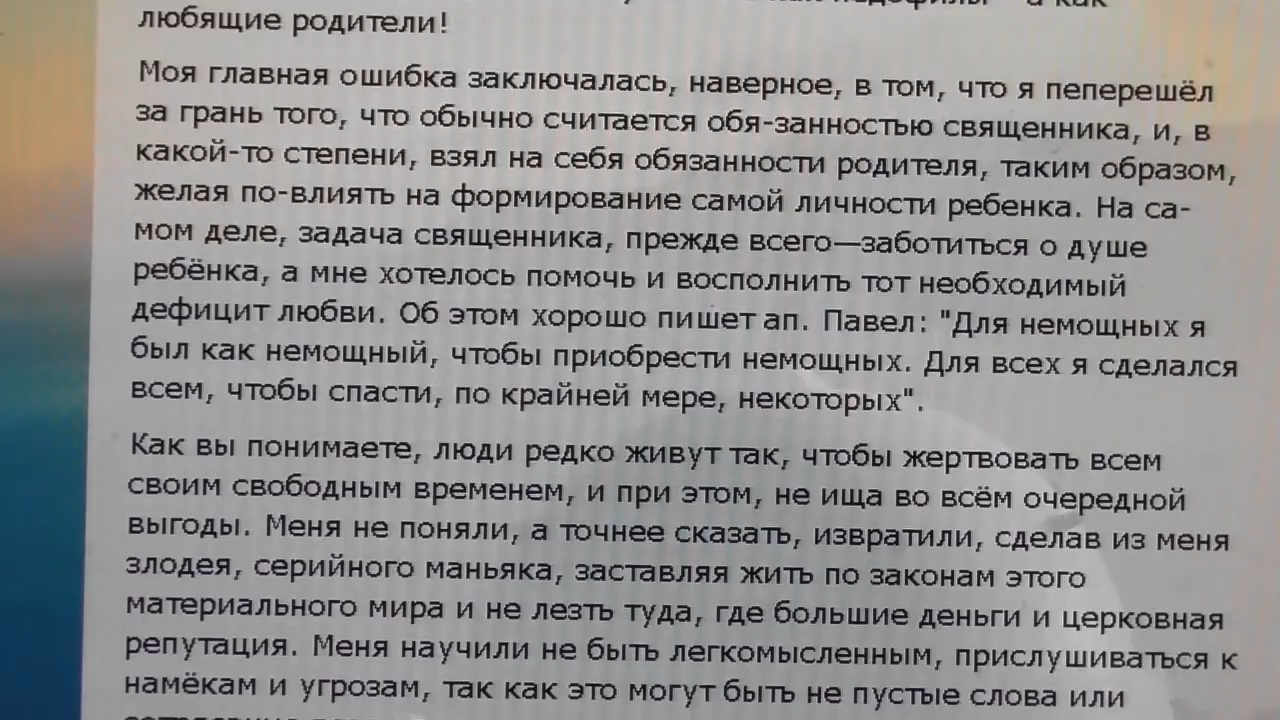 а как
любящие родители!
Моя главная ошибка заключалась, наверное, в том, что я пеперешёл
за грань того, что обычно считается обя-занностью священника, и, в
какой-то степени, взял на себя обязанности родителя, таким образом,
желая по-влиять на формирование самой личности ребенка. На са-
мом деле, задача священника, прежде всего—заботиться о душе
ребёнка, а мне хотелось помочь и восполнить тот необходимый
дефицит любви. Об этом хорошо пишет ап. Павел: "Для немощных я
был как немощный, чтобы приобрести немощных. Для всех я сделался
всем, чтобы спасти, по крайней мере, некоторых".
Как вы понимаете, люди редко живут так, чтобы жертвовать всем
своим свободным временем, и при этом, не ища во всём очередной
выгоды. Меня не поняли, а точнее сказать, извратили, сделав из меня
злодея, серийного маньяка, заставляя жить по законам этого
материального мира и не лезть туда, где большие деньги и церковная
репутация. Меня научили не быть легкомысленным, прислушиваться к
намёкам и угрозам, так как это могут быть не пустые слова или